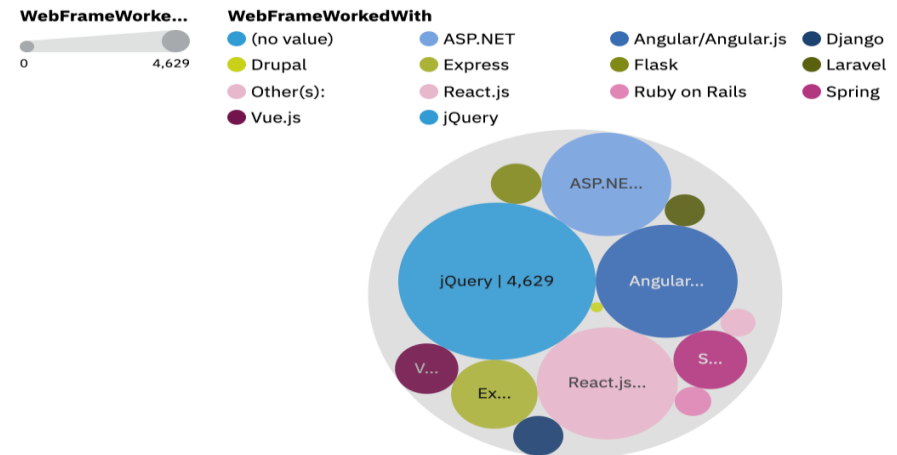 WebFrameWorke...
0 4,629
WebFrameWorkedWith
(no value) ASP.NET Angular/Angular.js Django
Drupal Express Flask Laravel
Other(s): React.js Ruby on Rails Spring
Vue.js jQuery
ASP.NE...
jQuery | 4,629
Angular...
V...
Ex...
React.js...
S...